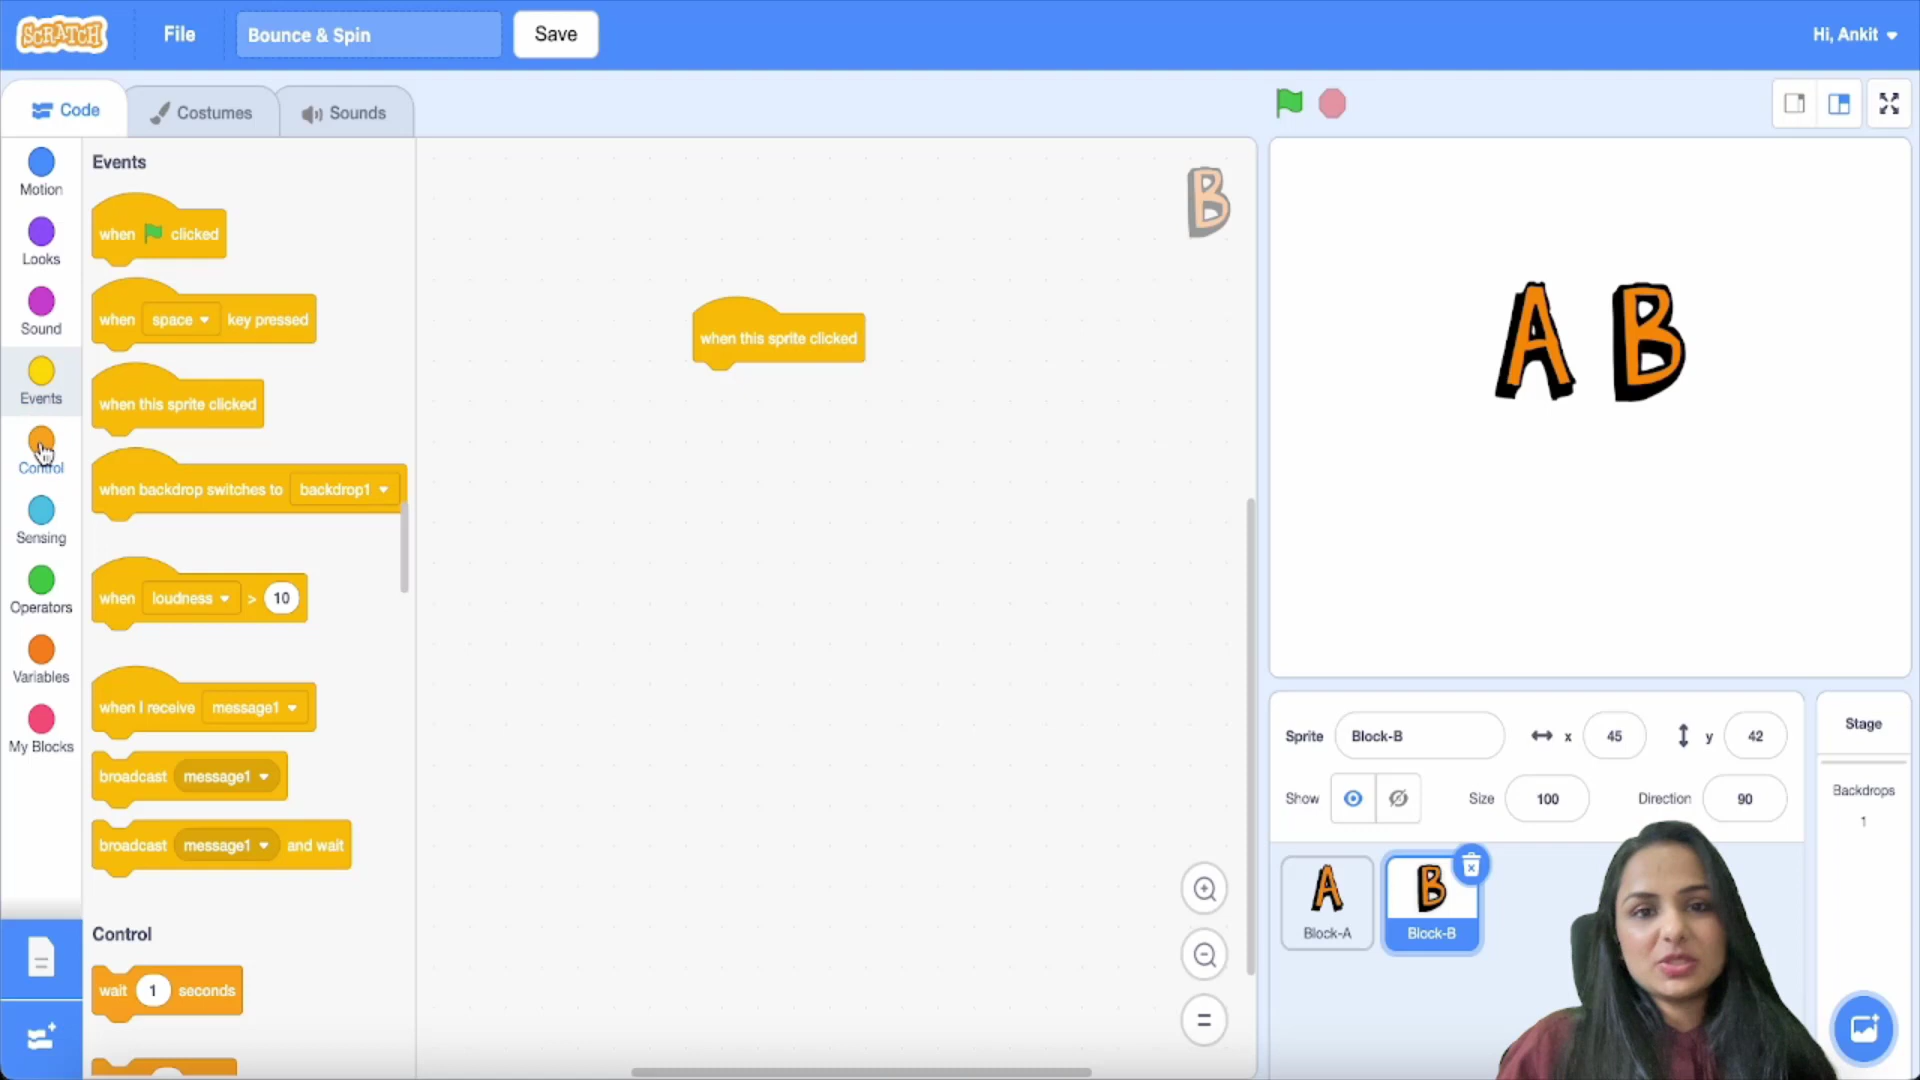 SCRATCH File Bounce & Spin Save Hi, Ankit
Code Costumes Sounds
Motion
Looks
Sound
Events
Control
Sensing
Operators
Variables
My Blocks
Events
when clicked
when space key pressed
when this sprite clicked
when backdrop switches to backdrop1
when loudness > 10
when I receive message1
broadcast message1
broadcast message1 and wait
Control
wait 1 seconds
when this sprite clicked
B
A B
Sprite Block-B x 45 y 42
Show Size 100 Direction 90
A
Block-A
B
Block-B
Stage
Backdrops
1